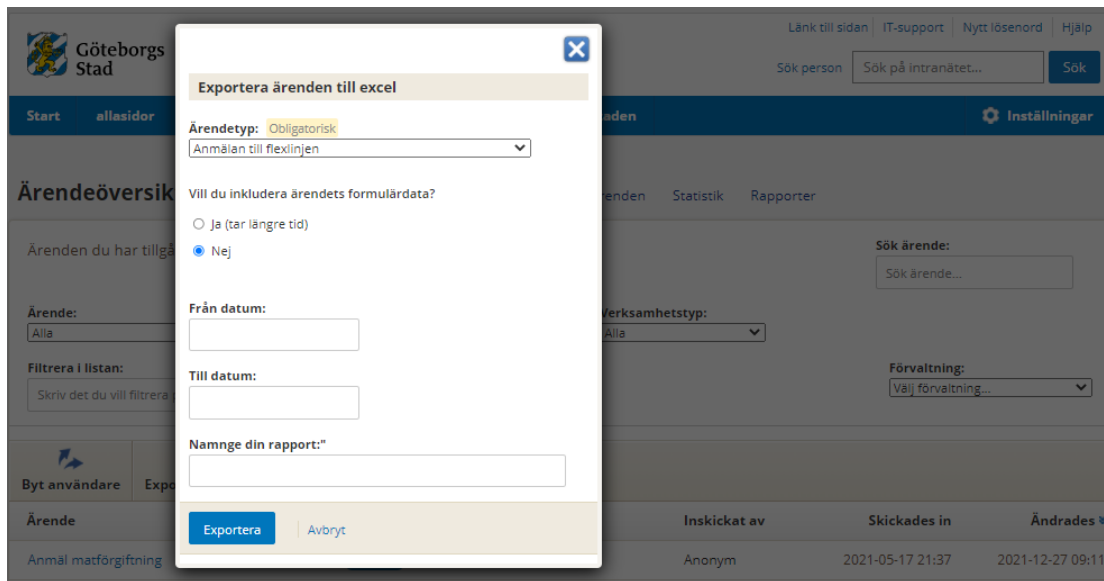 Länk till sidan IT-support Nytt lösenord Hjälp
Göteborgs
Stad
Sök person Sök på intranätet... Sök
Start allasidor aden Inställningar
Exportera ärenden till excel
Ärendetyp: Obligatorisk
Anmälan till flexlinjen
Vill du inkludera ärendets formulärdata?
Ja (tar längre tid)
Nej
Från datum:
Till datum:
Namnge din rapport:"
Exportera Avbryt
Ärendeöversik renden Statistik Rapporter
Ärenden du har tillgå
Sök ärende:
Sök ärende...
Ärende: Verksamhetstyp:
Alla Alla
Filtrera i listan: Förvaltning:
Skriv det du vill filtrera Välj förvaltning...
Byt användare Expo
Ärende Inskickat av Skickades in Ändrades
Anmäl matförgiftning Anonym 2021-05-17 21:37 2021-12-27 09:11